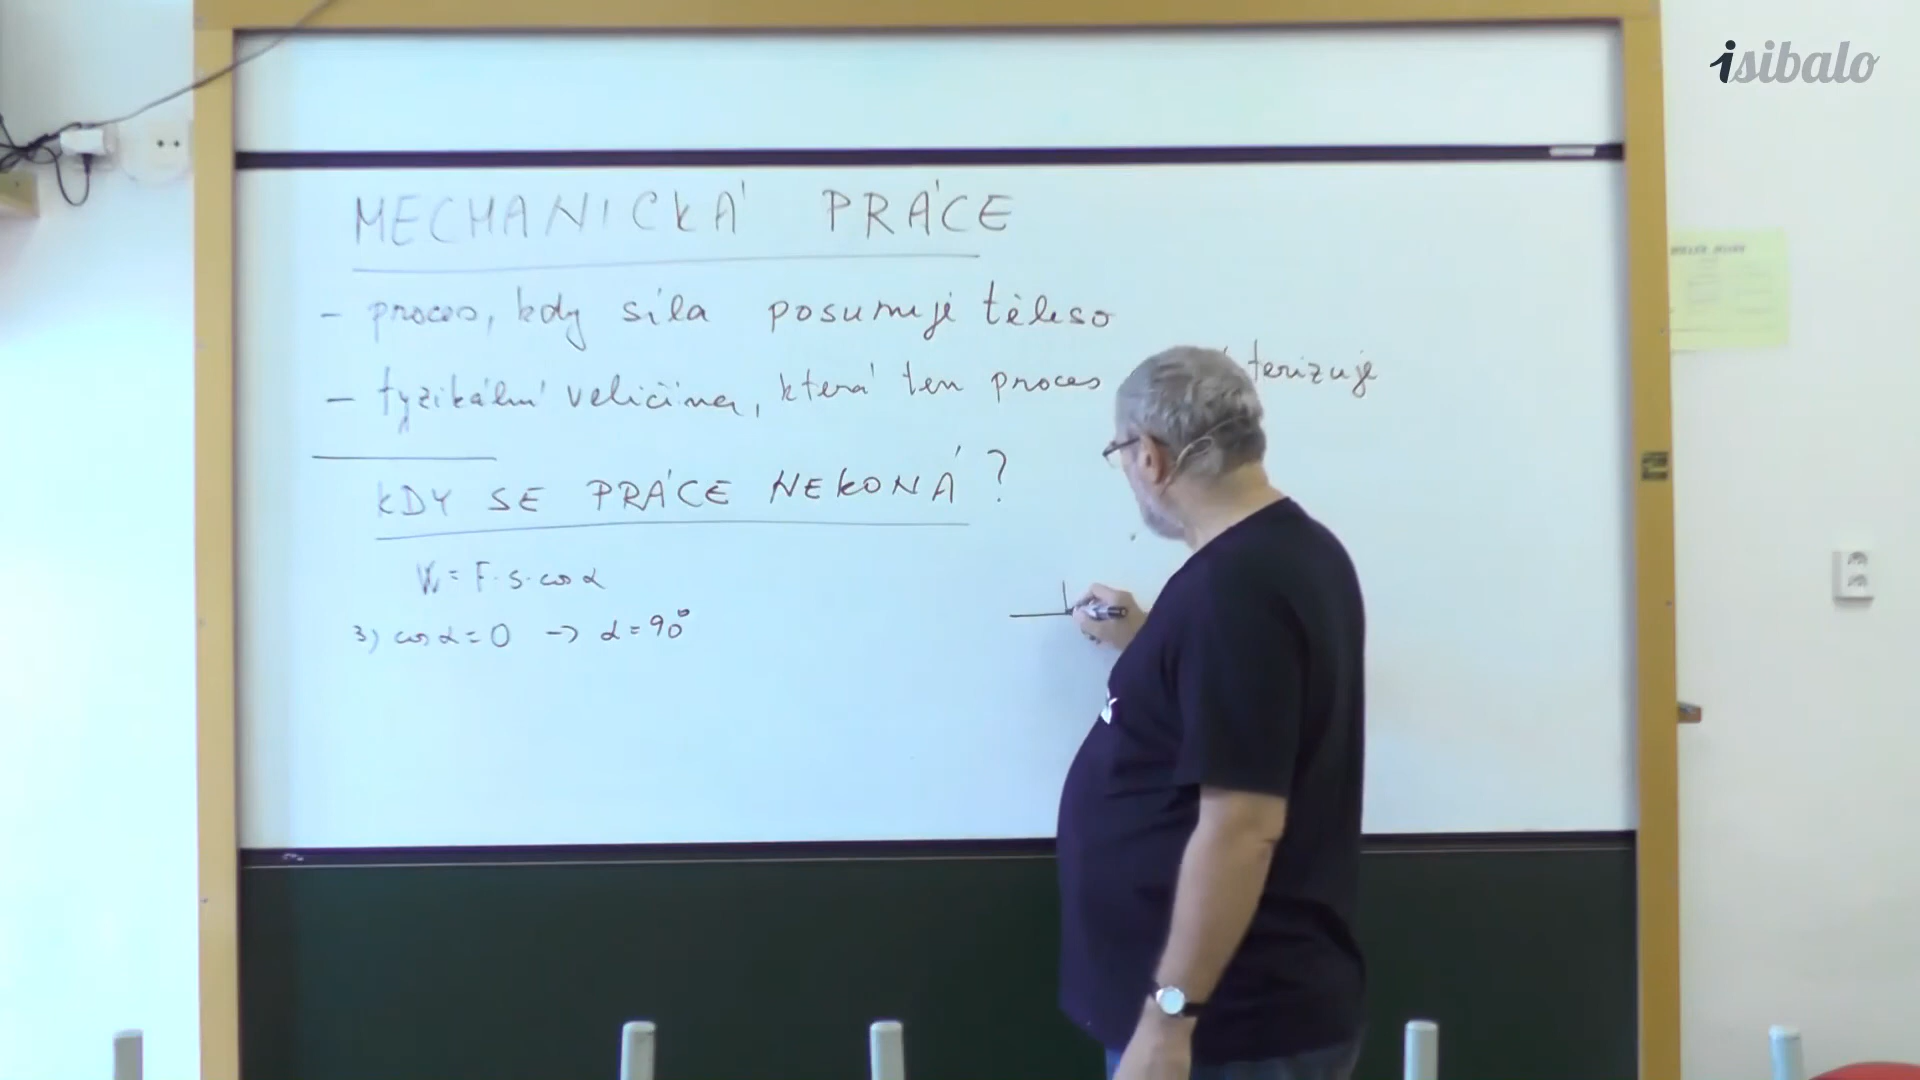 isibalo
MECHANICKÁ PRÁCE
- proces, kdy síla posunuje těleso
- fyzikální veličina, která ten proces terizuje
KDY SE PRÁCE NEKONÁ?
W = F · s · cos α
3) cos α = 0 → α = 90°